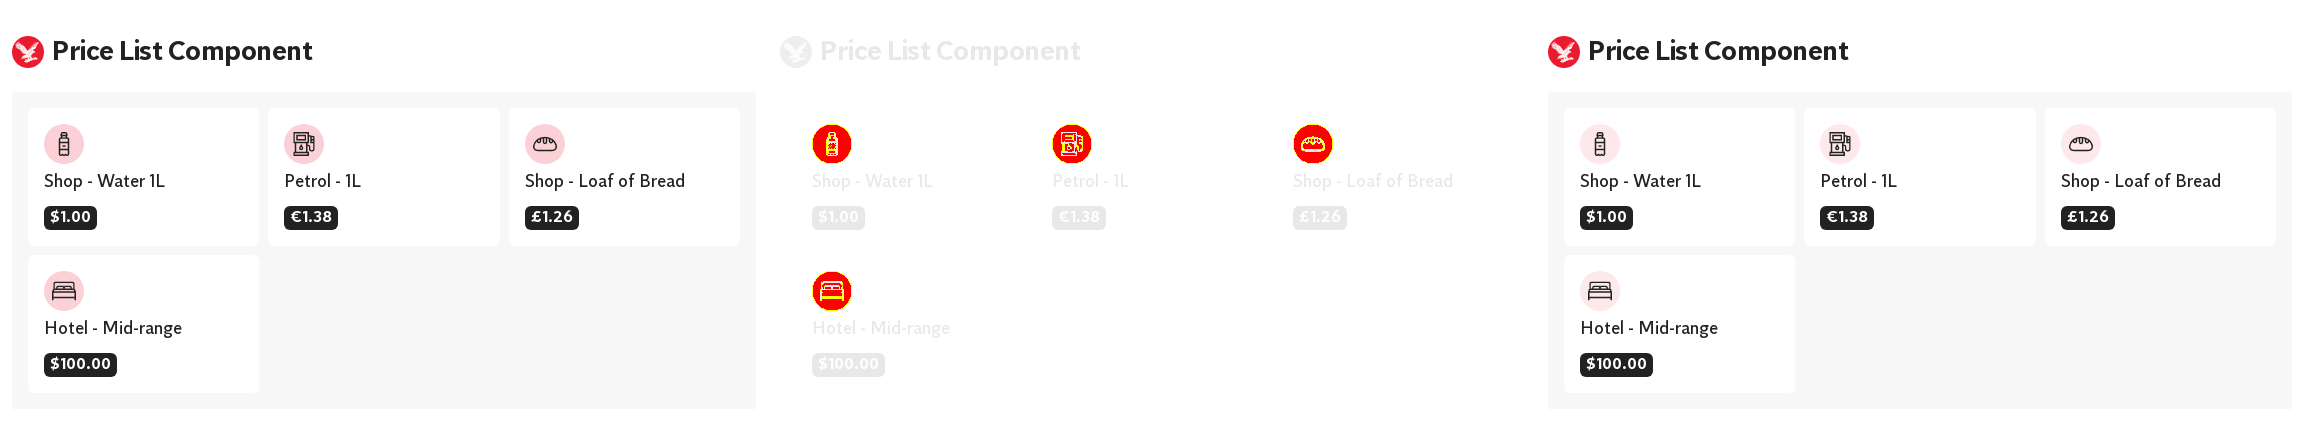 Price List Component
Shop - Water 1L
Petrol - 1L
Shop - Loaf of Bread
$1.00
€1.38
£1.26
Hotel - Mid-range
$100.00
Price List Component
Shop - Water 1L
Petrol - 1L
Shop - Loaf of Bread
$1.00
€1.38
£1.26
Hotel - Mid-range
$100.00
Price List Component
Shop - Water 1L
Petrol - 1L
Shop - Loaf of Bread
$1.00
€1.38
£1.26
Hotel - Mid-range
$100.00